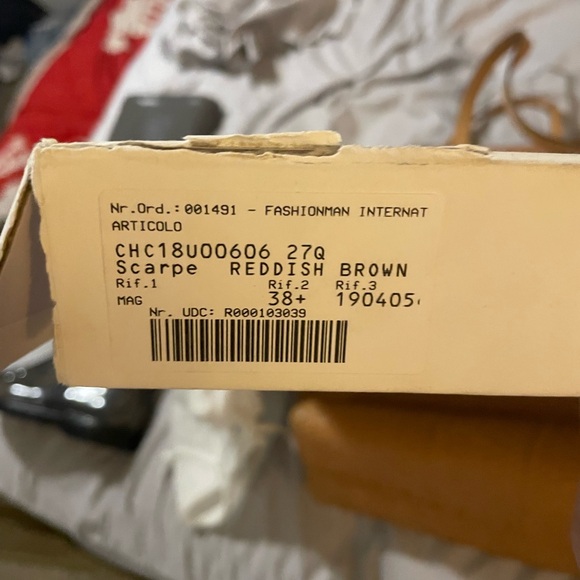 Nr.Ord.: 001491 - FASHIONMAN INTERNAT
ARTICOLO
CHC18U00606 27Q
Scarpe REDDISH BROWN
Rif.1 Rif.2 Rif.3
MAG 38+ 190405
Nr. UDC: R000103039